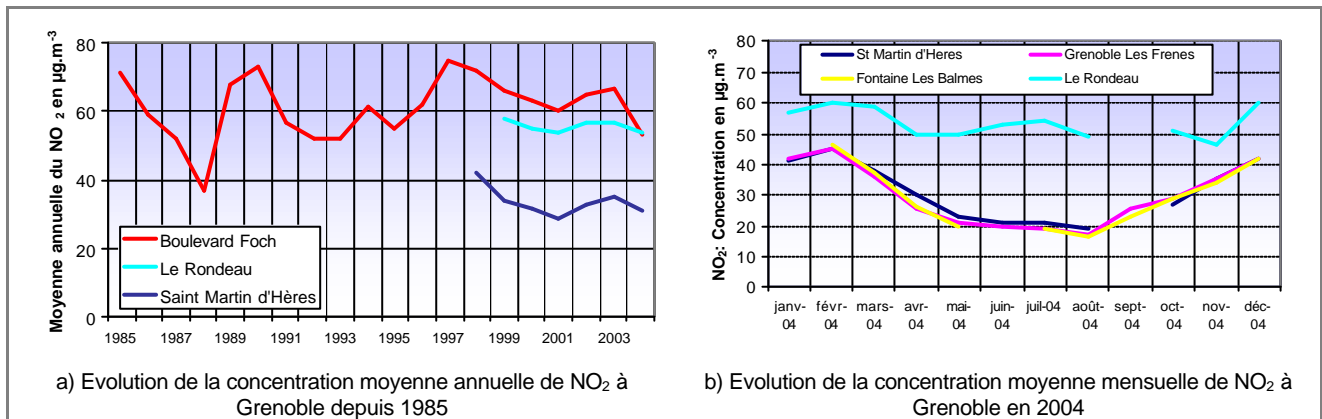 Moyenne annuelle du NO 2 en µg.m-3
80
60
40
20
0
Boulevard Foch
Le Rondeau
Saint Martin d'Hères
1985 1987 1989 1991 1993 1995 1997 1999 2001 2003
a) Evolution de la concentration moyenne annuelle de NO2 à
Grenoble depuis 1985
NO2: Concentration en µg.m-3
80
70
60
50
40
30
20
10
0
St Martin d'Heres Grenoble Les Frenes
Fontaine Les Balmes Le Rondeau
janv- févr- mars- avr- mai- juin- juil-04 août- sept- oct- nov- déc-
04 04 04 04 04 04 04 04 04 04 04
b) Evolution de la concentration moyenne mensuelle de NO2 à
Grenoble en 2004